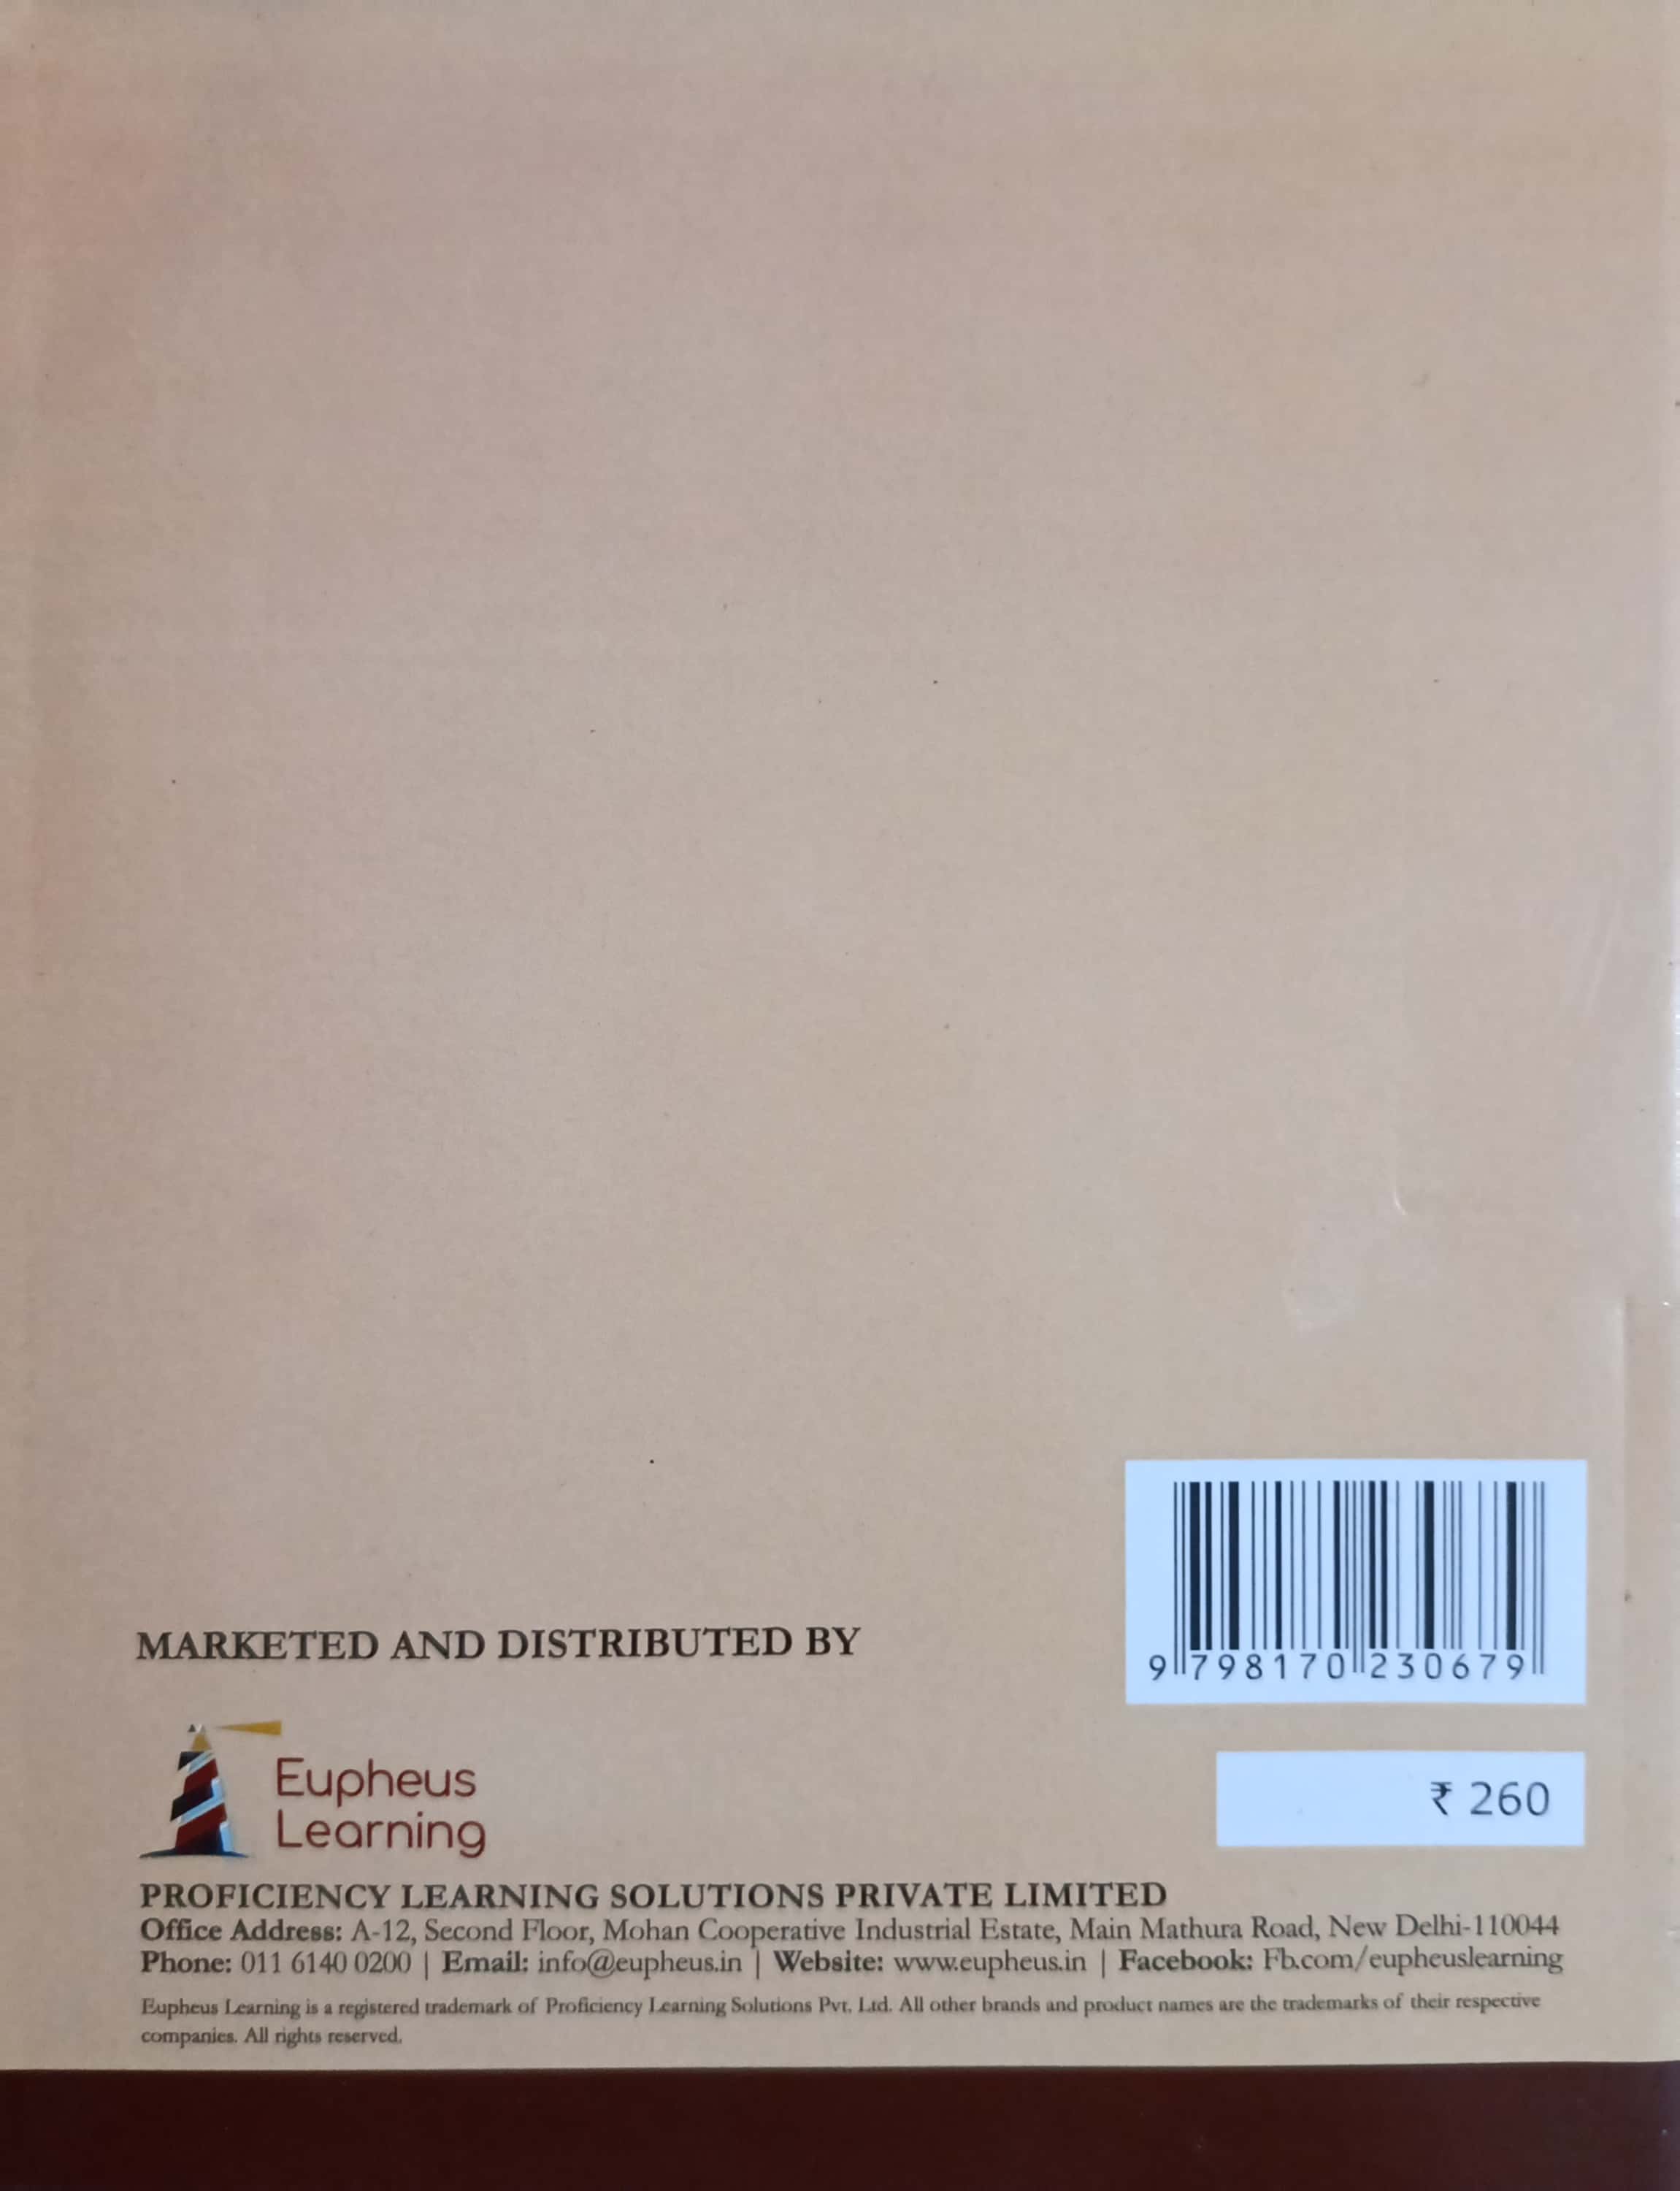 MARKETED AND DISTRIBUTED BY
9 798170 230679
Eupheus
Learning
₹ 260
PROFICIENCY LEARNING SOLUTIONS PRIVATE LIMITED
Office Address: A-12, Second Floor, Mohan Cooperative Industrial Estate, Main Mathura Road, New Delhi-110044
Phone: 011 6140 0200 | Email: info@eupheus.in | Website: www.eupheus.in | Facebook: Fb.com/eupheuslearning
Eupheus Learning is a registered trademark of Proficiency Learning Solutions Pvt. Ltd. All other brands and product names are the trademarks of their respective
companies. All rights reserved.